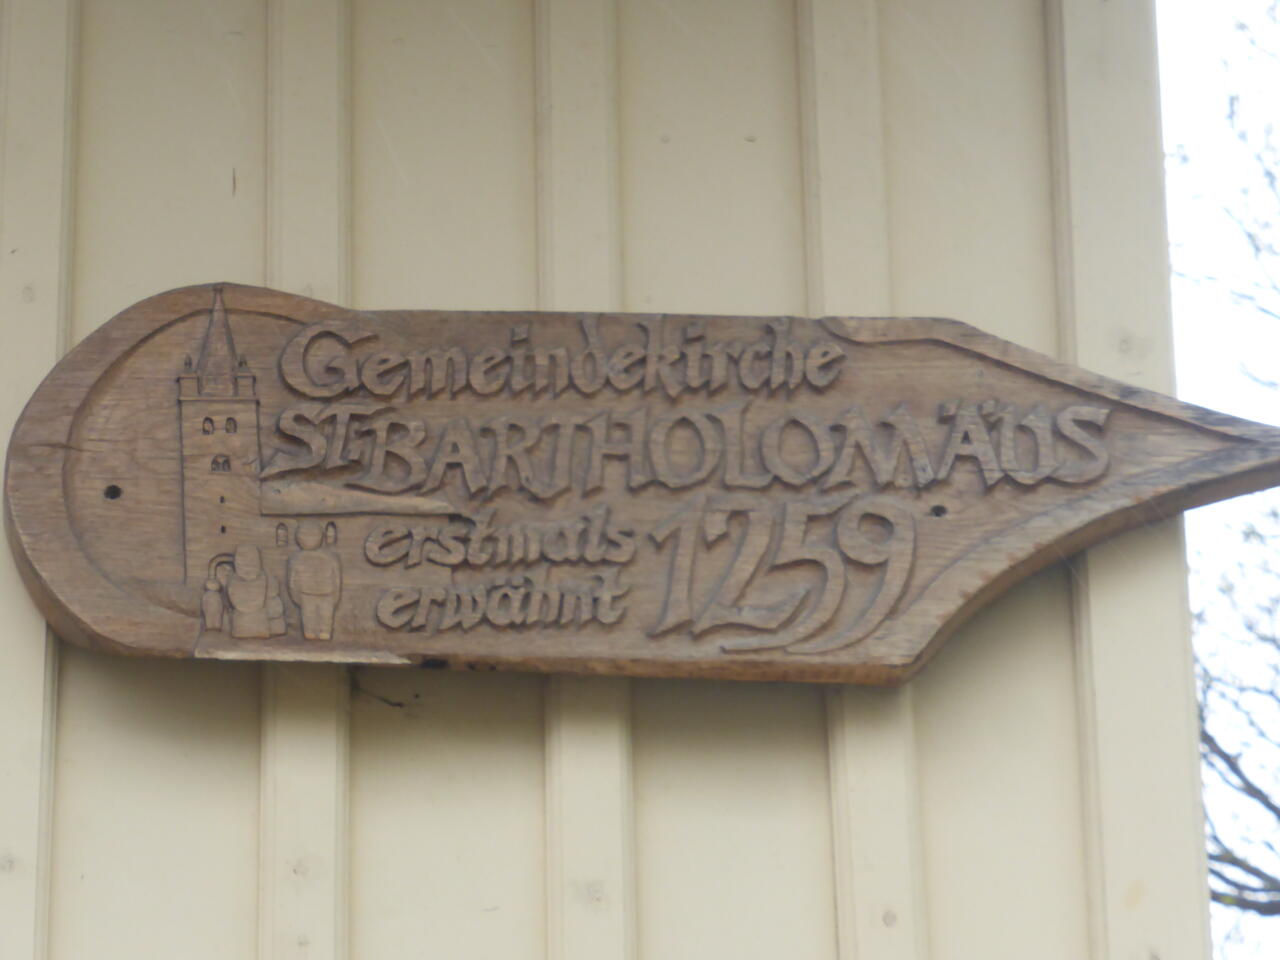 Gemeindekirche
ST. BARTHOLOMÄUS
erstmals
erwähnt 1259